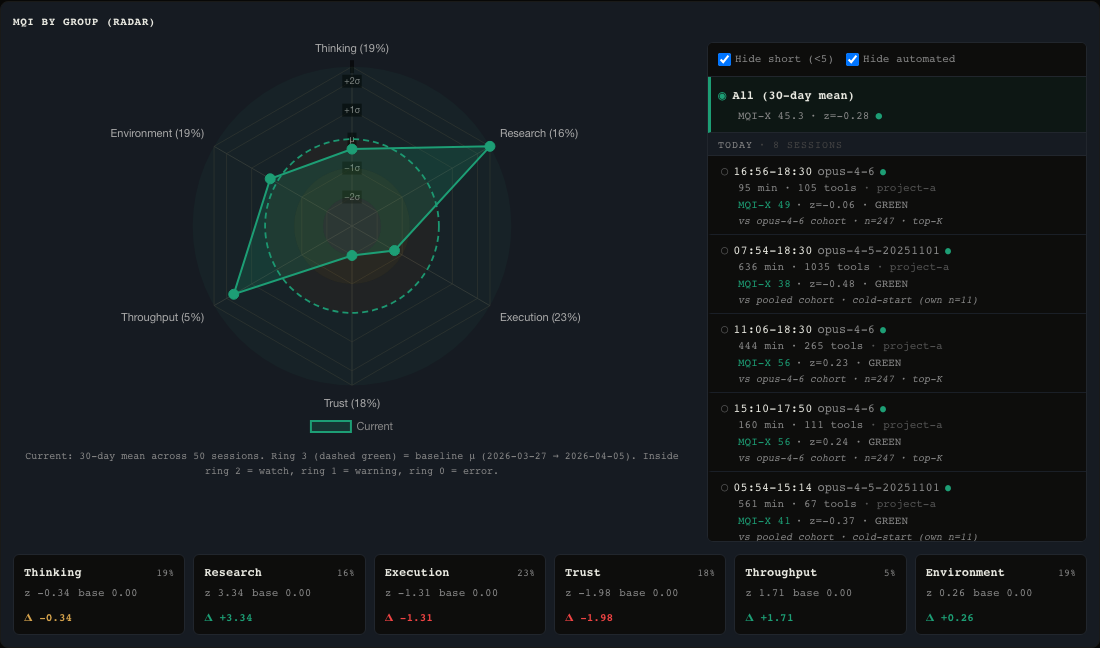 MQI BY GROUP (RADAR)
Thinking (19%)
+2σ
+1σ
μ
−1σ
−2σ
Environment (19%)
Research (16%)
Throughput (5%)
Execution (23%)
Trust (18%)
Current
Current: 30-day mean across 50 sessions. Ring 3 (dashed green) = baseline μ (2026-03-27 → 2026-04-05). Inside
ring 2 = watch, ring 1 = warning, ring 0 = error.
Hide short (<5) Hide automated
All (30-day mean)
MQI-X 45.3 · z=−0.28
TODAY · 8 SESSIONS
16:56–18:30 opus-4-6
95 min · 105 tools · project-a
MQI-X 49 · z=−0.06 · GREEN
vs opus-4-6 cohort · n=247 · top-K
07:54–18:30 opus-4-5-20251101
636 min · 1035 tools · project-a
MQI-X 38 · z=−0.48 · GREEN
vs pooled cohort · cold-start (own n=11)
11:06–18:30 opus-4-6
444 min · 265 tools · project-a
MQI-X 56 · z=0.23 · GREEN
vs opus-4-6 cohort · n=247 · top-K
15:10–17:50 opus-4-6
160 min · 111 tools · project-a
MQI-X 56 · z=0.24 · GREEN
vs opus-4-6 cohort · n=247 · top-K
05:54–15:14 opus-4-5-20251101
561 min · 67 tools · project-a
MQI-X 41 · z=−0.37 · GREEN
vs pooled cohort · cold-start (own n=11)
Thinking 19%
z −0.34 base 0.00
Δ −0.34
Research 16%
z 3.34 base 0.00
Δ +3.34
Execution 23%
z −1.31 base 0.00
Δ −1.31
Trust 18%
z −1.98 base 0.00
Δ −1.98
Throughput 5%
z 1.71 base 0.00
Δ +1.71
Environment 19%
z 0.26 base 0.00
Δ +0.26